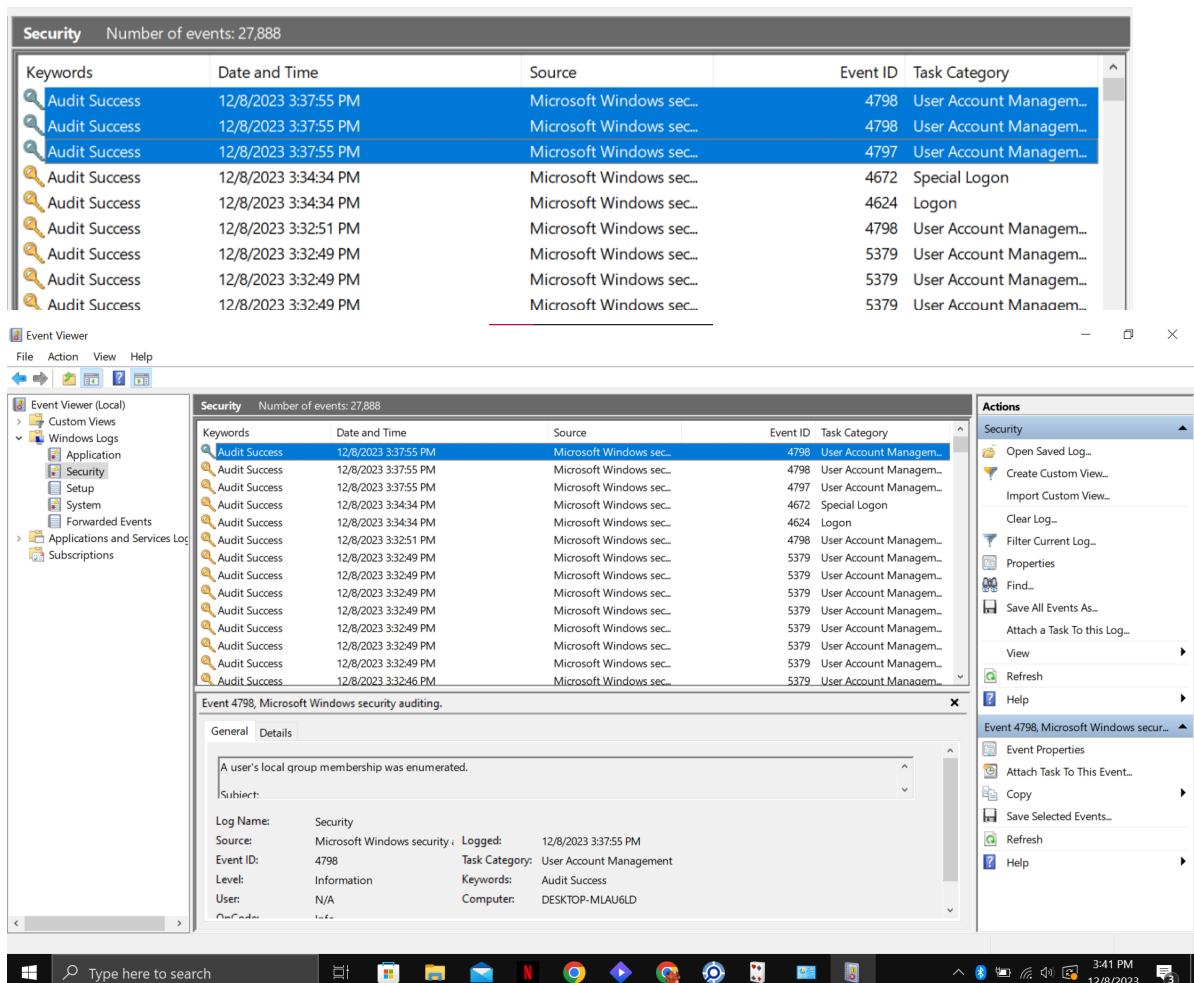 Security Number of events: 27,888
Keywords Date and Time Source Event ID Task Category
Audit Success 12/8/2023 3:37:55 PM Microsoft Windows sec... 4798 User Account Managem...
Audit Success 12/8/2023 3:37:55 PM Microsoft Windows sec... 4798 User Account Managem...
Audit Success 12/8/2023 3:37:55 PM Microsoft Windows sec... 4797 User Account Managem...
Audit Success 12/8/2023 3:34:34 PM Microsoft Windows sec... 4672 Special Logon
Audit Success 12/8/2023 3:34:34 PM Microsoft Windows sec... 4624 Logon
Audit Success 12/8/2023 3:32:51 PM Microsoft Windows sec... 4798 User Account Managem...
Audit Success 12/8/2023 3:32:49 PM Microsoft Windows sec... 5379 User Account Managem...
Audit Success 12/8/2023 3:32:49 PM Microsoft Windows sec... 5379 User Account Managem...
Audit Success 12/8/2023 3:32:49 PM Microsoft Windows sec... 5379 User Account Managem...
Event Viewer
File Action View Help
Event Viewer (Local)
Custom Views
Windows Logs
Application
Security
Setup
System
Forwarded Events
Applications and Services Log
Subscriptions
Security Number of events: 27,888
Keywords Date and Time Source Event ID Task Category
Audit Success 12/8/2023 3:37:55 PM Microsoft Windows sec... 4798 User Account Managem...
Audit Success 12/8/2023 3:37:55 PM Microsoft Windows sec... 4798 User Account Managem...
Audit Success 12/8/2023 3:37:55 PM Microsoft Windows sec... 4797 User Account Managem...
Audit Success 12/8/2023 3:34:34 PM Microsoft Windows sec... 4672 Special Logon
Audit Success 12/8/2023 3:34:34 PM Microsoft Windows sec... 4624 Logon
Audit Success 12/8/2023 3:32:51 PM Microsoft Windows sec... 4798 User Account Managem...
Audit Success 12/8/2023 3:32:49 PM Microsoft Windows sec... 5379 User Account Managem...
Audit Success 12/8/2023 3:32:49 PM Microsoft Windows sec... 5379 User Account Managem...
Audit Success 12/8/2023 3:32:49 PM Microsoft Windows sec... 5379 User Account Managem...
Audit Success 12/8/2023 3:32:49 PM Microsoft Windows sec... 5379 User Account Managem...
Audit Success 12/8/2023 3:32:49 PM Microsoft Windows sec... 5379 User Account Managem...
Audit Success 12/8/2023 3:32:49 PM Microsoft Windows sec... 5379 User Account Managem...
Audit Success 12/8/2023 3:32:49 PM Microsoft Windows sec... 5379 User Account Managem...
Audit Success 12/8/2023 3:32:46 PM Microsoft Windows sec... 5379 User Account Managem...
Event 4798, Microsoft Windows security auditing.
General Details
A user's local group membership was enumerated.
Subject:
Log Name: Security
Source: Microsoft Windows security a Logged: 12/8/2023 3:37:55 PM
Event ID: 4798 Task Category: User Account Management
Level: Information Keywords: Audit Success
User: N/A Computer: DESKTOP-MLAU6LD
OpCode: Info
Actions
Security
Open Saved Log...
Create Custom View...
Import Custom View...
Clear Log...
Filter Current Log...
Properties
Find...
Save All Events As...
Attach a Task To this Log...
View
Refresh
Help
Event 4798, Microsoft Windows secur...
Event Properties
Attach Task To This Event...
Copy
Save Selected Events...
Refresh
Help
Type here to search
N
3:41 PM
12/8/2023
3